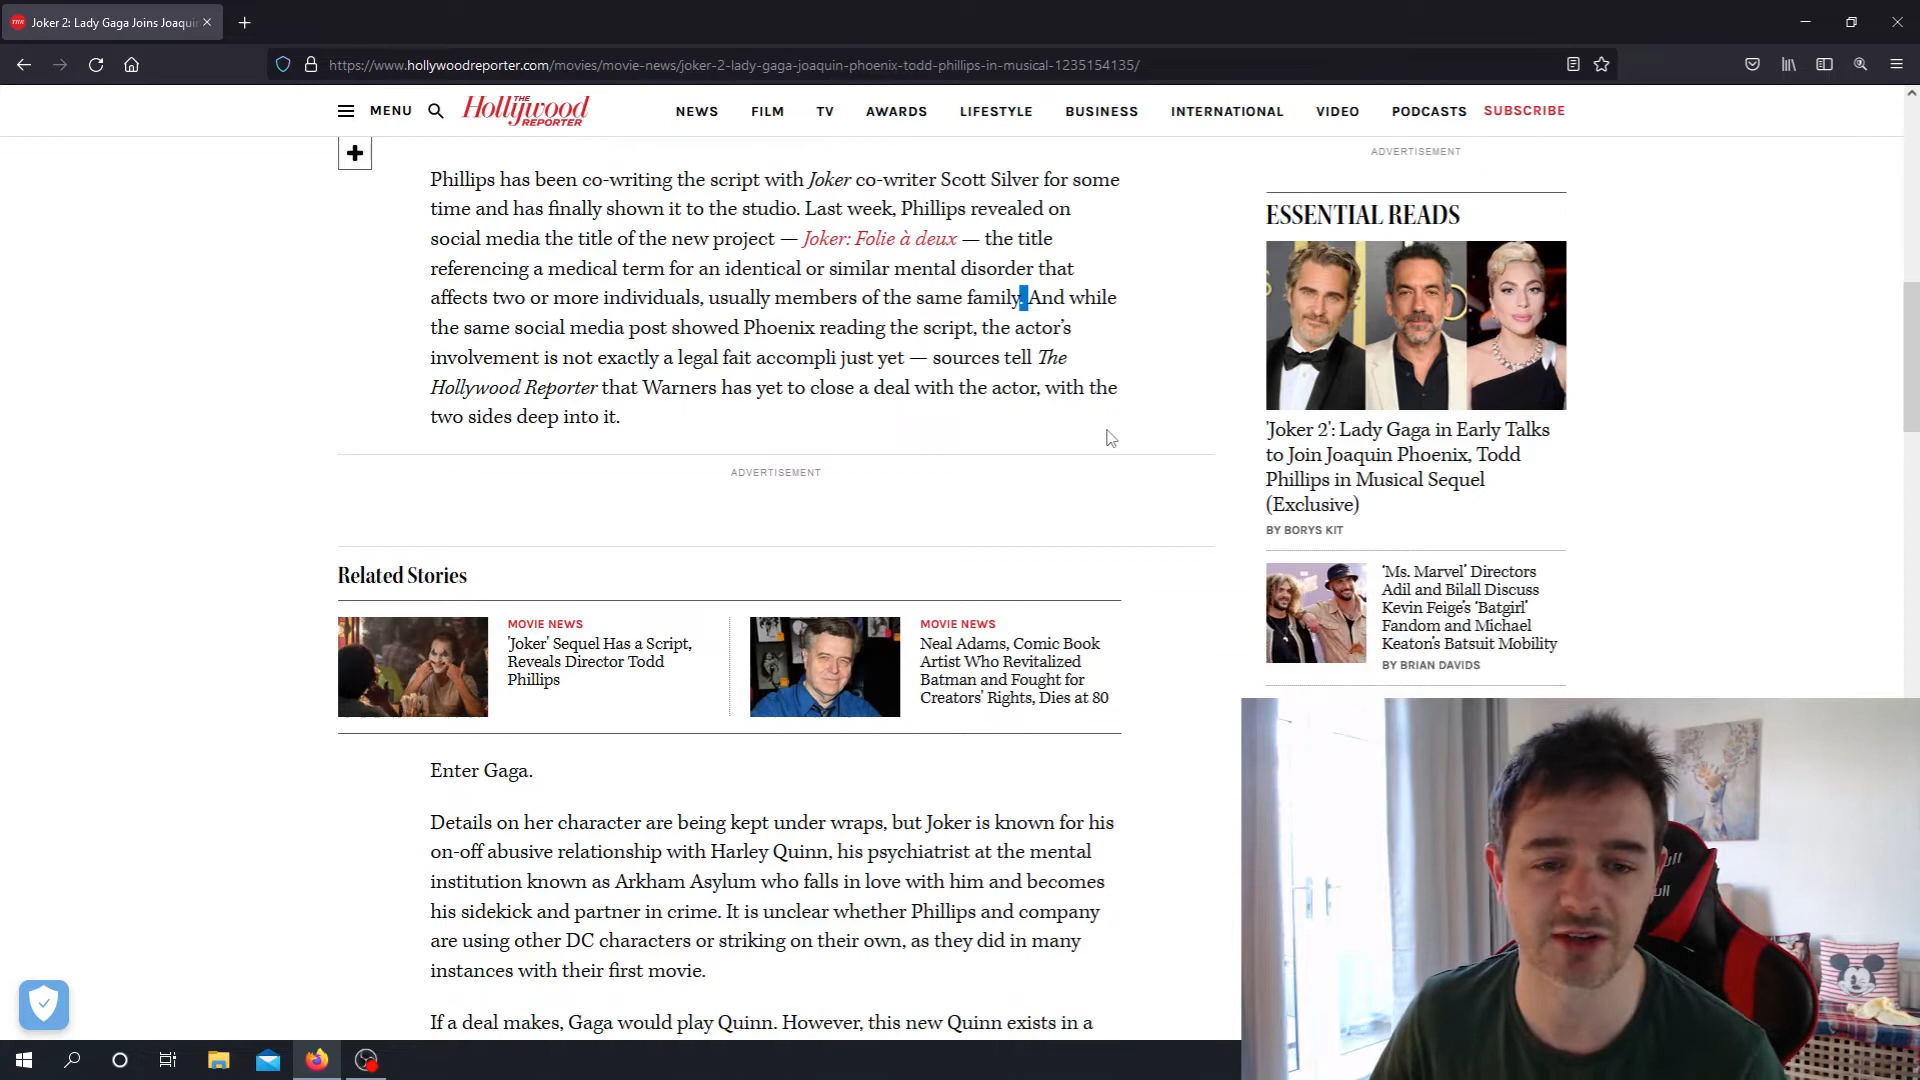 Joker 2: Lady Gaga Joins Joaqui
https://www.hollywoodreporter.com/movies/movie-news/joker-2-lady-gaga-joaquin-phoenix-todd-phillips-in-musical-1235154135/
MENU
THE
Hollywood
REPORTER
NEWS FILM TV AWARDS LIFESTYLE BUSINESS INTERNATIONAL VIDEO PODCASTS SUBSCRIBE
Phillips has been co-writing the script with Joker co-writer Scott Silver for some
time and has finally shown it to the studio. Last week, Phillips revealed on
social media the title of the new project — Joker: Folie à deux — the title
referencing a medical term for an identical or similar mental disorder that
affects two or more individuals, usually members of the same family. And while
the same social media post showed Phoenix reading the script, the actor’s
involvement is not exactly a legal fait accompli just yet — sources tell The
Hollywood Reporter that Warners has yet to close a deal with the actor, with the
two sides deep into it.
ADVERTISEMENT
Related Stories
MOVIE NEWS
'Joker' Sequel Has a Script,
Reveals Director Todd
Phillips
MOVIE NEWS
Neal Adams, Comic Book
Artist Who Revitalized
Batman and Fought for
Creators' Rights, Dies at 80
Enter Gaga.
Details on her character are being kept under wraps, but Joker is known for his
on-off abusive relationship with Harley Quinn, his psychiatrist at the mental
institution known as Arkham Asylum who falls in love with him and becomes
his sidekick and partner in crime. It is unclear whether Phillips and company
are using other DC characters or striking on their own, as they did in many
instances with their first movie.
If a deal makes, Gaga would play Quinn. However, this new Quinn exists in a
ADVERTISEMENT
ESSENTIAL READS
'Joker 2': Lady Gaga in Early Talks
to Join Joaquin Phoenix, Todd
Phillips in Musical Sequel
(Exclusive)
BY BORYS KIT
'Ms. Marvel' Directors
Adil and Bilall Discuss
Kevin Feige's 'Batgirl'
Fandom and Michael
Keaton's Batsuit Mobility
BY BRIAN DAVIDS